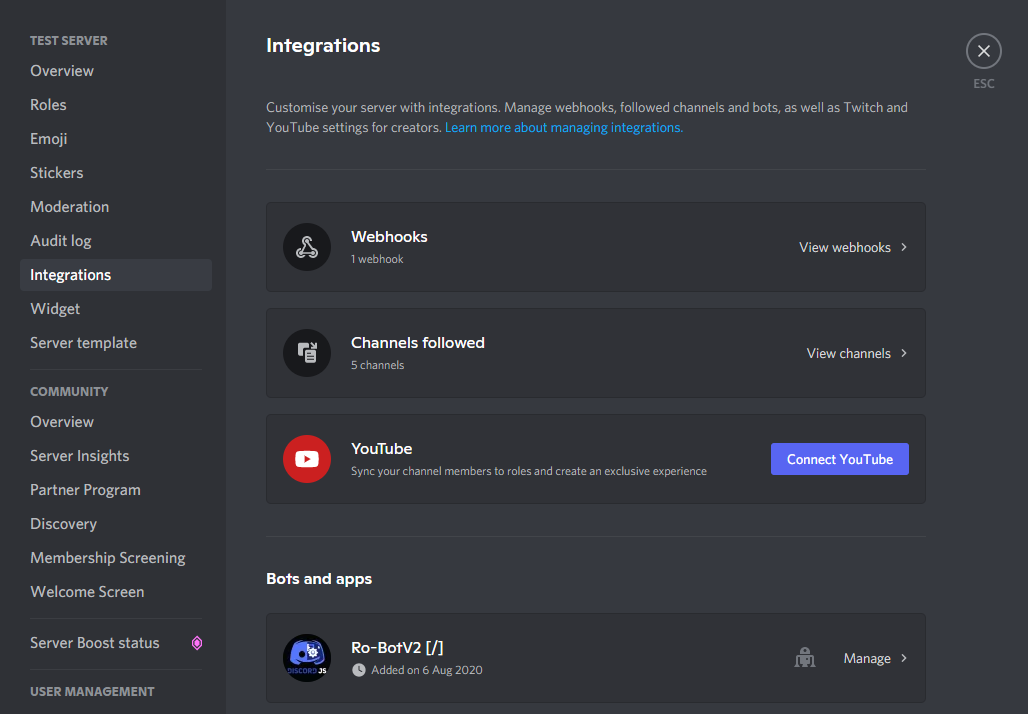 TEST SERVER
Overview
Roles
Emoji
Stickers
Moderation
Audit log
Integrations
Widget
Server template
COMMUNITY
Overview
Server Insights
Partner Program
Discovery
Membership Screening
Welcome Screen
Server Boost status
USER MANAGEMENT
Integrations
ESC
Customise your server with integrations. Manage webhooks, followed channels and bots, as well as Twitch and
YouTube settings for creators. Learn more about managing integrations.
Webhooks
1 webhook
View webhooks
Channels followed
5 channels
View channels
YouTube
Sync your channel members to roles and create an exclusive experience
Connect YouTube
Bots and apps
DISCORD JS
Ro-BotV2 [/]
Added on 6 Aug 2020
Manage